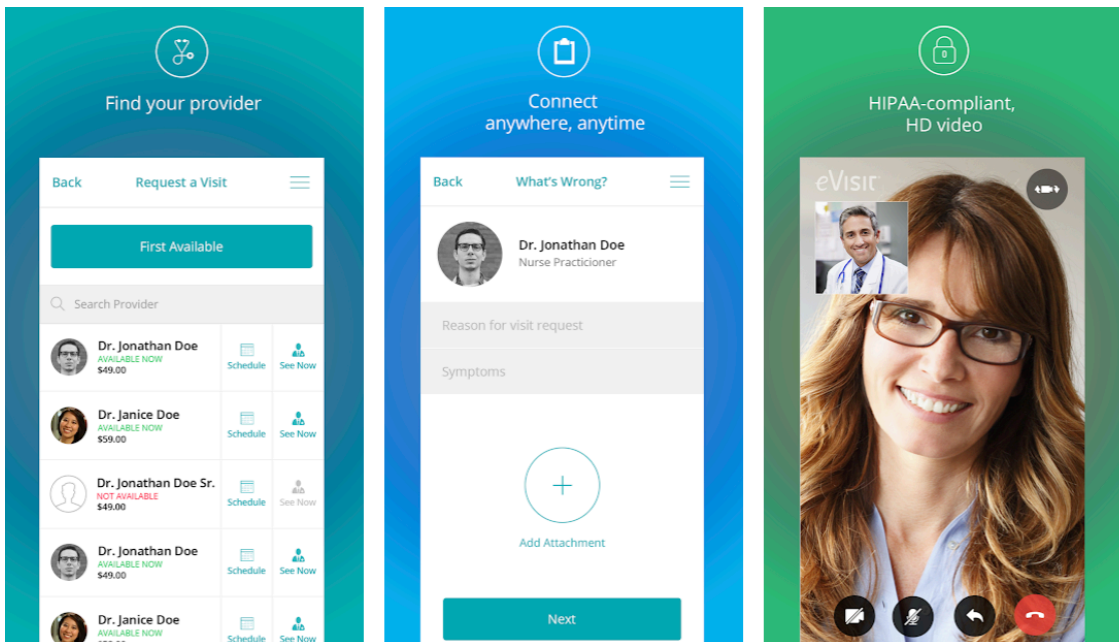 Find your provider
Back
Request a Visit
First Available
Search Provider
Dr. Jonathan Doe
AVAILABLE NOW
$49.00
Schedule
See Now
Dr. Janice Doe
AVAILABLE NOW
$59.00
Schedule
See Now
Dr. Jonathan Doe Sr.
NOT AVAILABLE
$49.00
Schedule
See Now
Dr. Jonathan Doe
AVAILABLE NOW
$49.00
Schedule
See Now
Dr. Janice Doe
AVAILABLE NOW
Schedule
See Now
Connect
anywhere, anytime
Back
What's Wrong?
Dr. Jonathan Doe
Nurse Practicioner
Reason for visit request
Symptoms
Add Attachment
Next
HIPAA-compliant,
HD video
eVisit